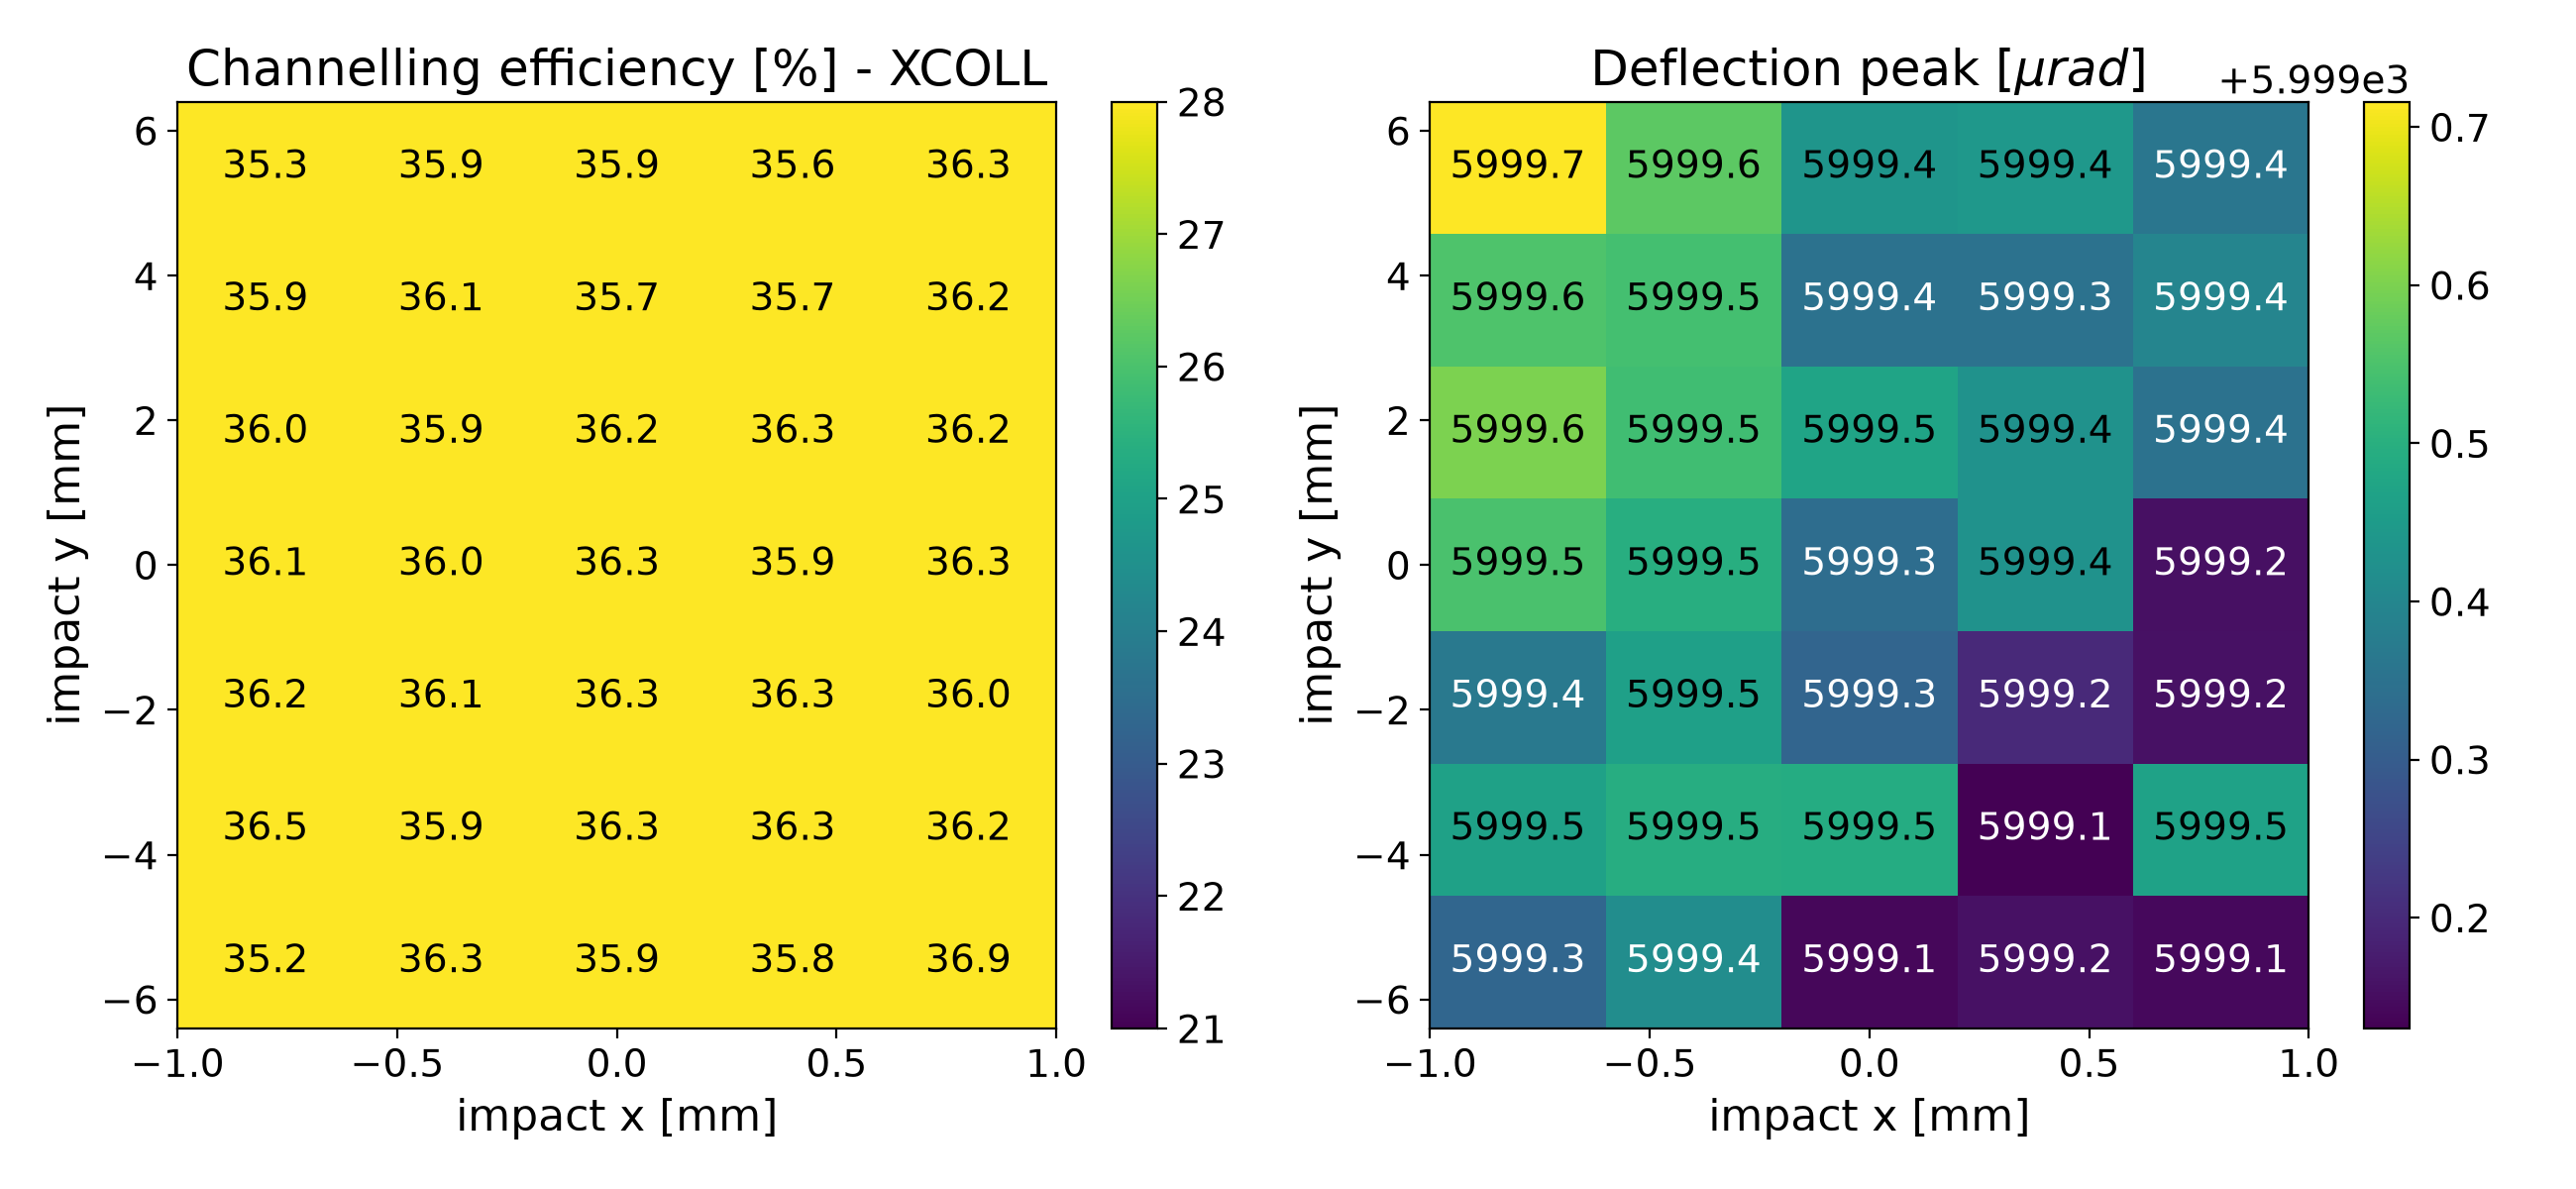 Channelling efficiency [%] - XCOLL
6
4
2
0
−2
−4
−6
impact y [mm]
35.3 35.9 35.9 35.6 36.3
35.9 36.1 35.7 35.7 36.2
36.0 35.9 36.2 36.3 36.2
36.1 36.0 36.3 35.9 36.3
36.2 36.1 36.3 36.3 36.0
36.5 35.9 36.3 36.3 36.2
35.2 36.3 35.9 35.8 36.9
−1.0 −0.5 0.0 0.5 1.0
impact x [mm]
28
27
26
25
24
23
22
21
Deflection peak [μrad]
+5.999e3
6
4
2
0
−2
−4
−6
impact y [mm]
5999.7 5999.6 5999.4 5999.4 5999.4
5999.6 5999.5 5999.4 5999.3 5999.4
5999.6 5999.5 5999.5 5999.4 5999.4
5999.5 5999.5 5999.3 5999.4 5999.2
5999.4 5999.5 5999.3 5999.2 5999.2
5999.5 5999.5 5999.5 5999.1 5999.5
5999.3 5999.4 5999.1 5999.2 5999.1
−1.0 −0.5 0.0 0.5 1.0
impact x [mm]
0.7
0.6
0.5
0.4
0.3
0.2